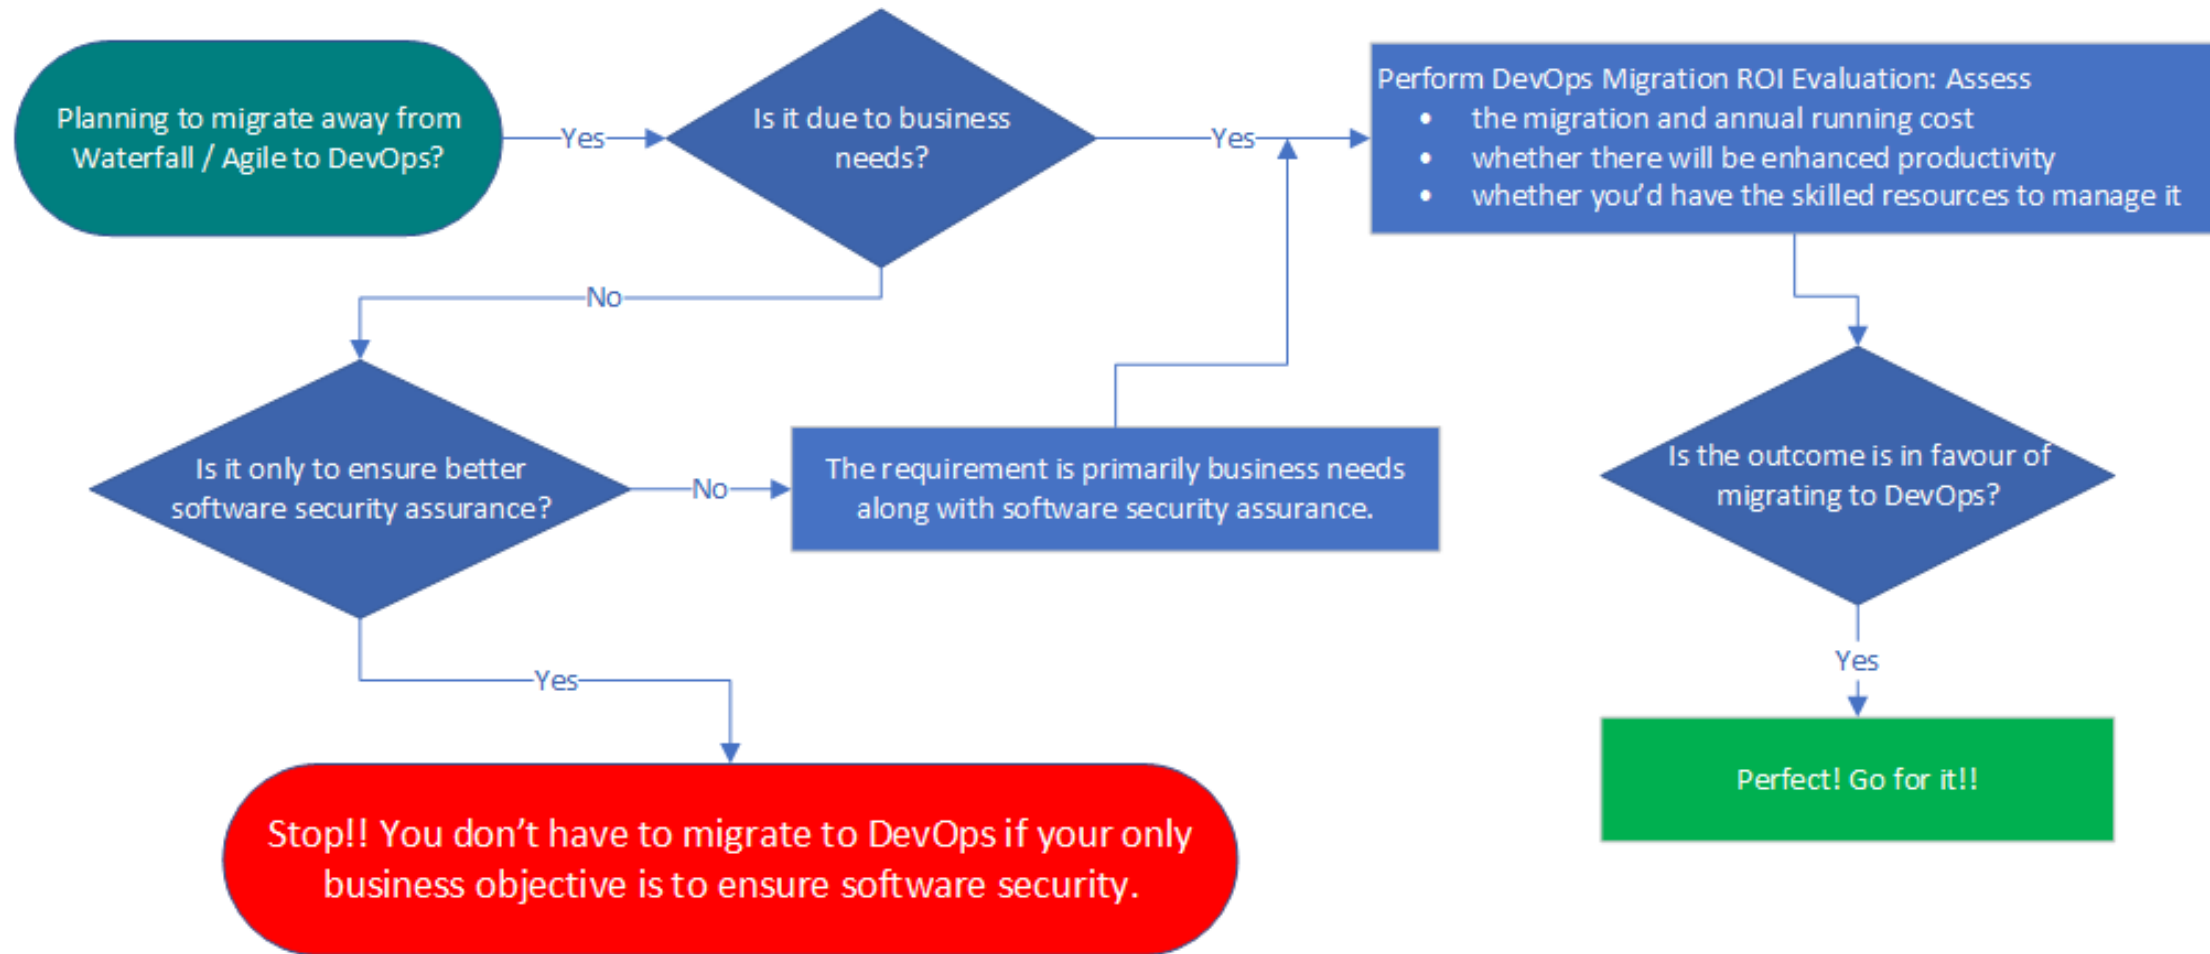 Planning to migrate away from
Waterfall / Agile to DevOps?
Yes
Is it due to business
needs?
Yes
Perform DevOps Migration ROI Evaluation: Assess
• the migration and annual running cost
• whether there will be enhanced productivity
• whether you’d have the skilled resources to manage it
No
Is it only to ensure better
software security assurance?
No
The requirement is primarily business needs
along with software security assurance.
Is the outcome is in favour of
migrating to DevOps?
Yes
Yes
Perfect! Go for it!!
Stop!! You don’t have to migrate to DevOps if your only
business objective is to ensure software security.